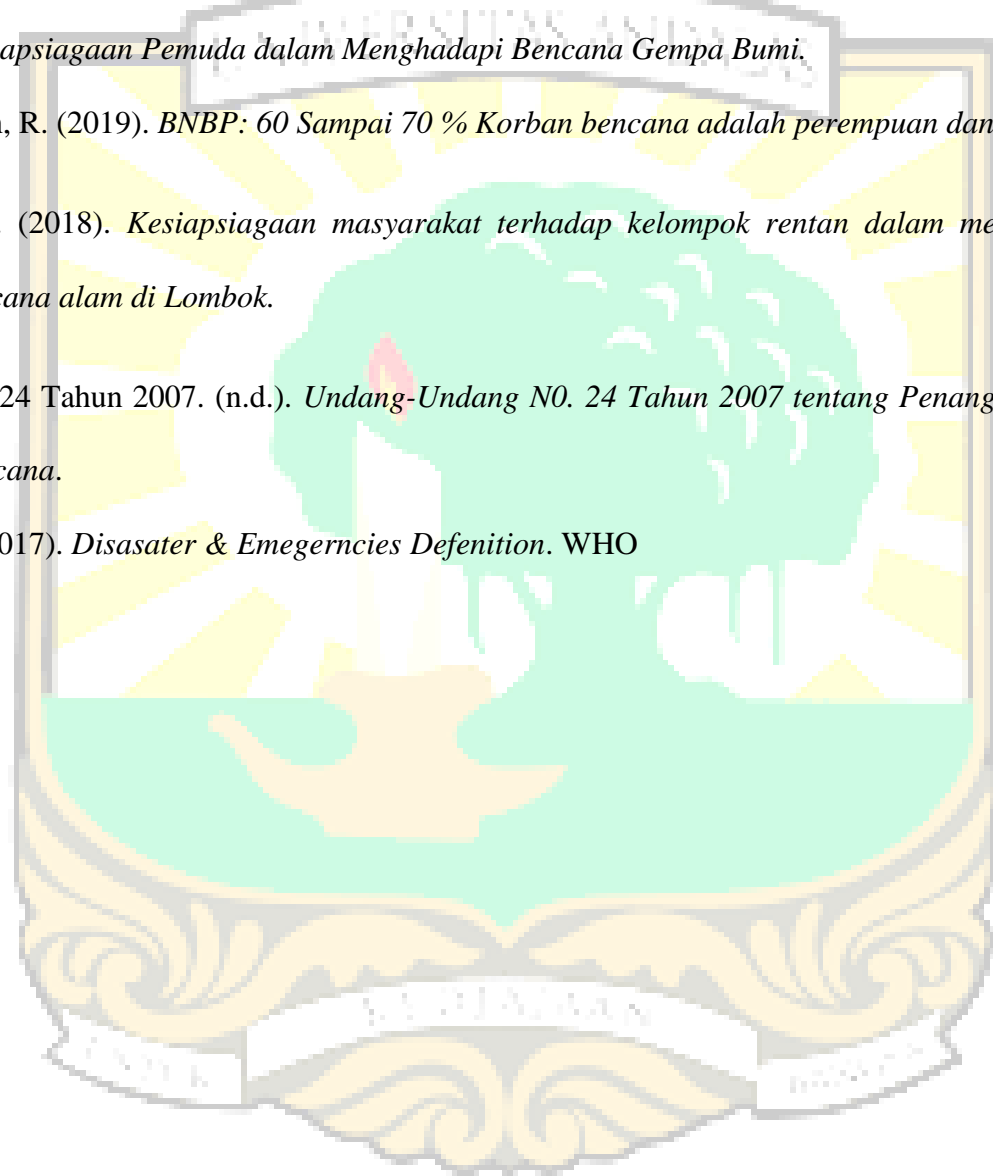 apsiagaan Pemuda dalam Menghadapi Bencana Gempa Bumi.
, R. (2019). BNBP: 60 Sampai 70 % Korban bencana adalah perempuan dan
(2018). Kesiapsiagaan masyarakat terhadap kelompok rentan dalam me
cana alam di Lombok.
24 Tahun 2007. (n.d.). Undang-Undang N0. 24 Tahun 2007 tentang Penang
cana.
017). Disasater & Emegerncies Defenition. WHO